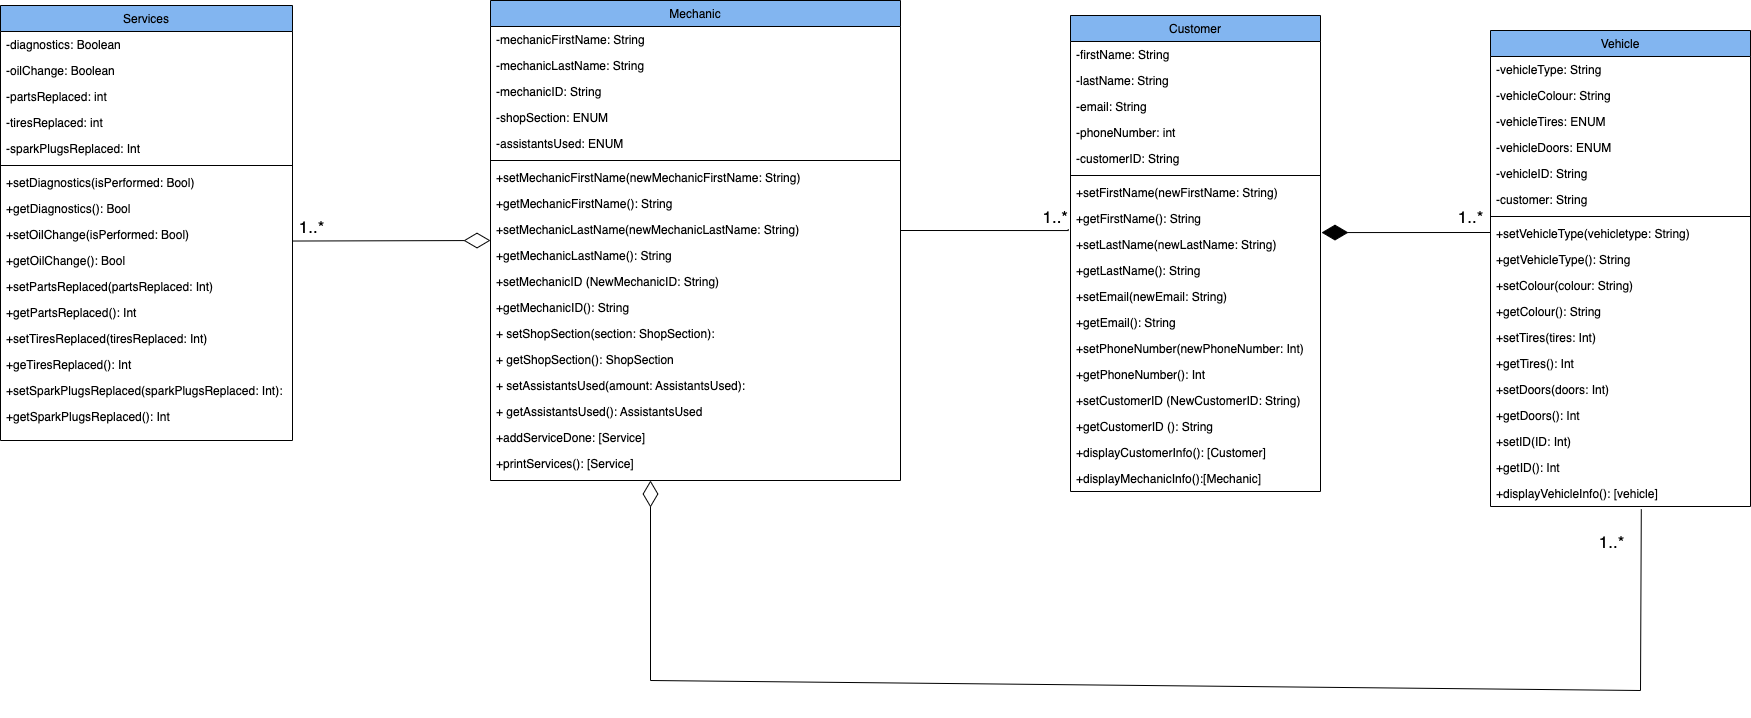 Services
-diagnostics: Boolean
-oilChange: Boolean
-partsReplaced: int
-tiresReplaced: int
-sparkPlugsReplaced: Int
+setDiagnostics(isPerformed: Bool)
+getDiagnostics(): Bool
+setOilChange(isPerformed: Bool)
+getOilChange(): Bool
+setPartsReplaced(partsReplaced: Int)
+getPartsReplaced(): Int
+setTiresReplaced(tiresReplaced: Int)
+geTiresReplaced(): Int
+setSparkPlugsReplaced(sparkPlugsReplaced: Int):
+getSparkPlugsReplaced(): Int
1..*
Mechanic
-mechanicFirstName: String
-mechanicLastName: String
-mechanicID: String
-shopSection: ENUM
-assistantsUsed: ENUM
+setMechanicFirstName(newMechanicFirstName: String)
+getMechanicFirstName(): String
+setMechanicLastName(newMechanicLastName: String)
+getMechanicLastName(): String
+setMechanicID (NewMechanicID: String)
+getMechanicID(): String
+ setShopSection(section: ShopSection):
+ getShopSection(): ShopSection
+ setAssistantsUsed(amount: AssistantsUsed):
+ getAssistantsUsed(): AssistantsUsed
+addServiceDone: [Service]
+printServices(): [Service]
1..*
Customer
-firstName: String
-lastName: String
-email: String
-phoneNumber: int
-customerID: String
+setFirstName(newFirstName: String)
+getFirstName(): String
+setLastName(newLastName: String)
+getLastName(): String
+setEmail(newEmail: String)
+getEmail(): String
+setPhoneNumber(newPhoneNumber: Int)
+getPhoneNumber(): Int
+setCustomerID (NewCustomerID: String)
+getCustomerID (): String
+displayCustomerInfo(): [Customer]
+displayMechanicInfo():[Mechanic]
1..*
Vehicle
-vehicleType: String
-vehicleColour: String
-vehicleTires: ENUM
-vehicleDoors: ENUM
-vehicleID: String
-customer: String
+setVehicleType(vehicletype: String)
+getVehicleType(): String
+setColour(colour: String)
+getColour(): String
+setTires(tires: Int)
+getTires(): Int
+setDoors(doors: Int)
+getDoors(): Int
+setID(ID: Int)
+getID(): Int
+displayVehicleInfo(): [vehicle]
1..*